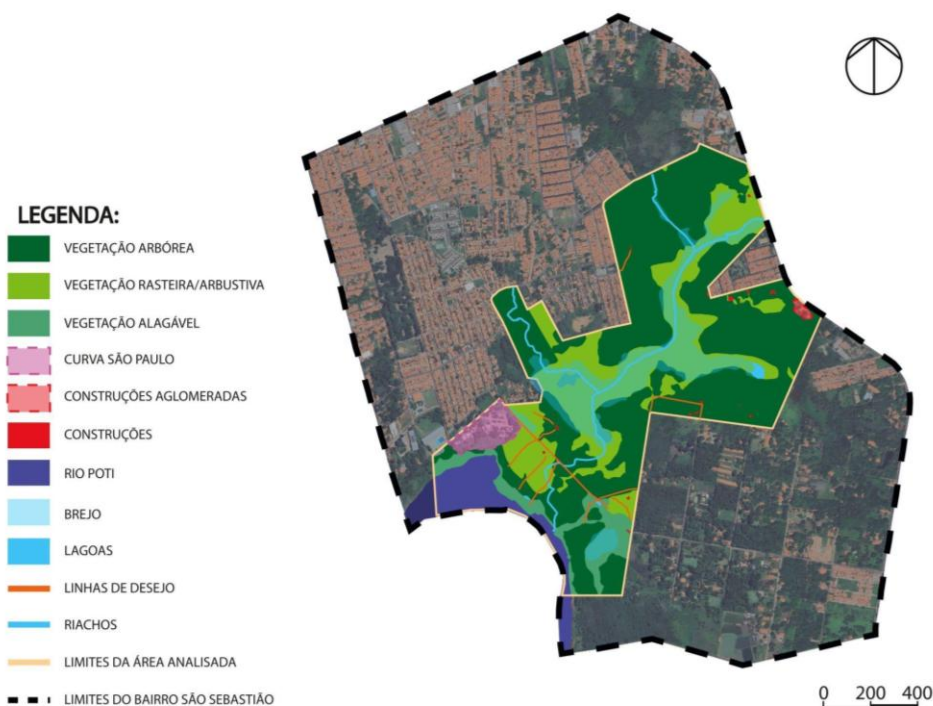 LEGENDA:
VEGETAÇÃO ARBÓREA
VEGETAÇÃO RASTEIRA/ARBUSTIVA
VEGETAÇÃO ALAGÁVEL
CURVA SÃO PAULO
CONSTRUÇÕES AGLOMERADAS
CONSTRUÇÕES
RIO POTI
BREJO
LAGOAS
LINHAS DE DESEJO
RIACHOS
LIMITES DA ÁREA ANALISADA
LIMITES DO BAIRRO SÃO SEBASTIÃO
0 200 400